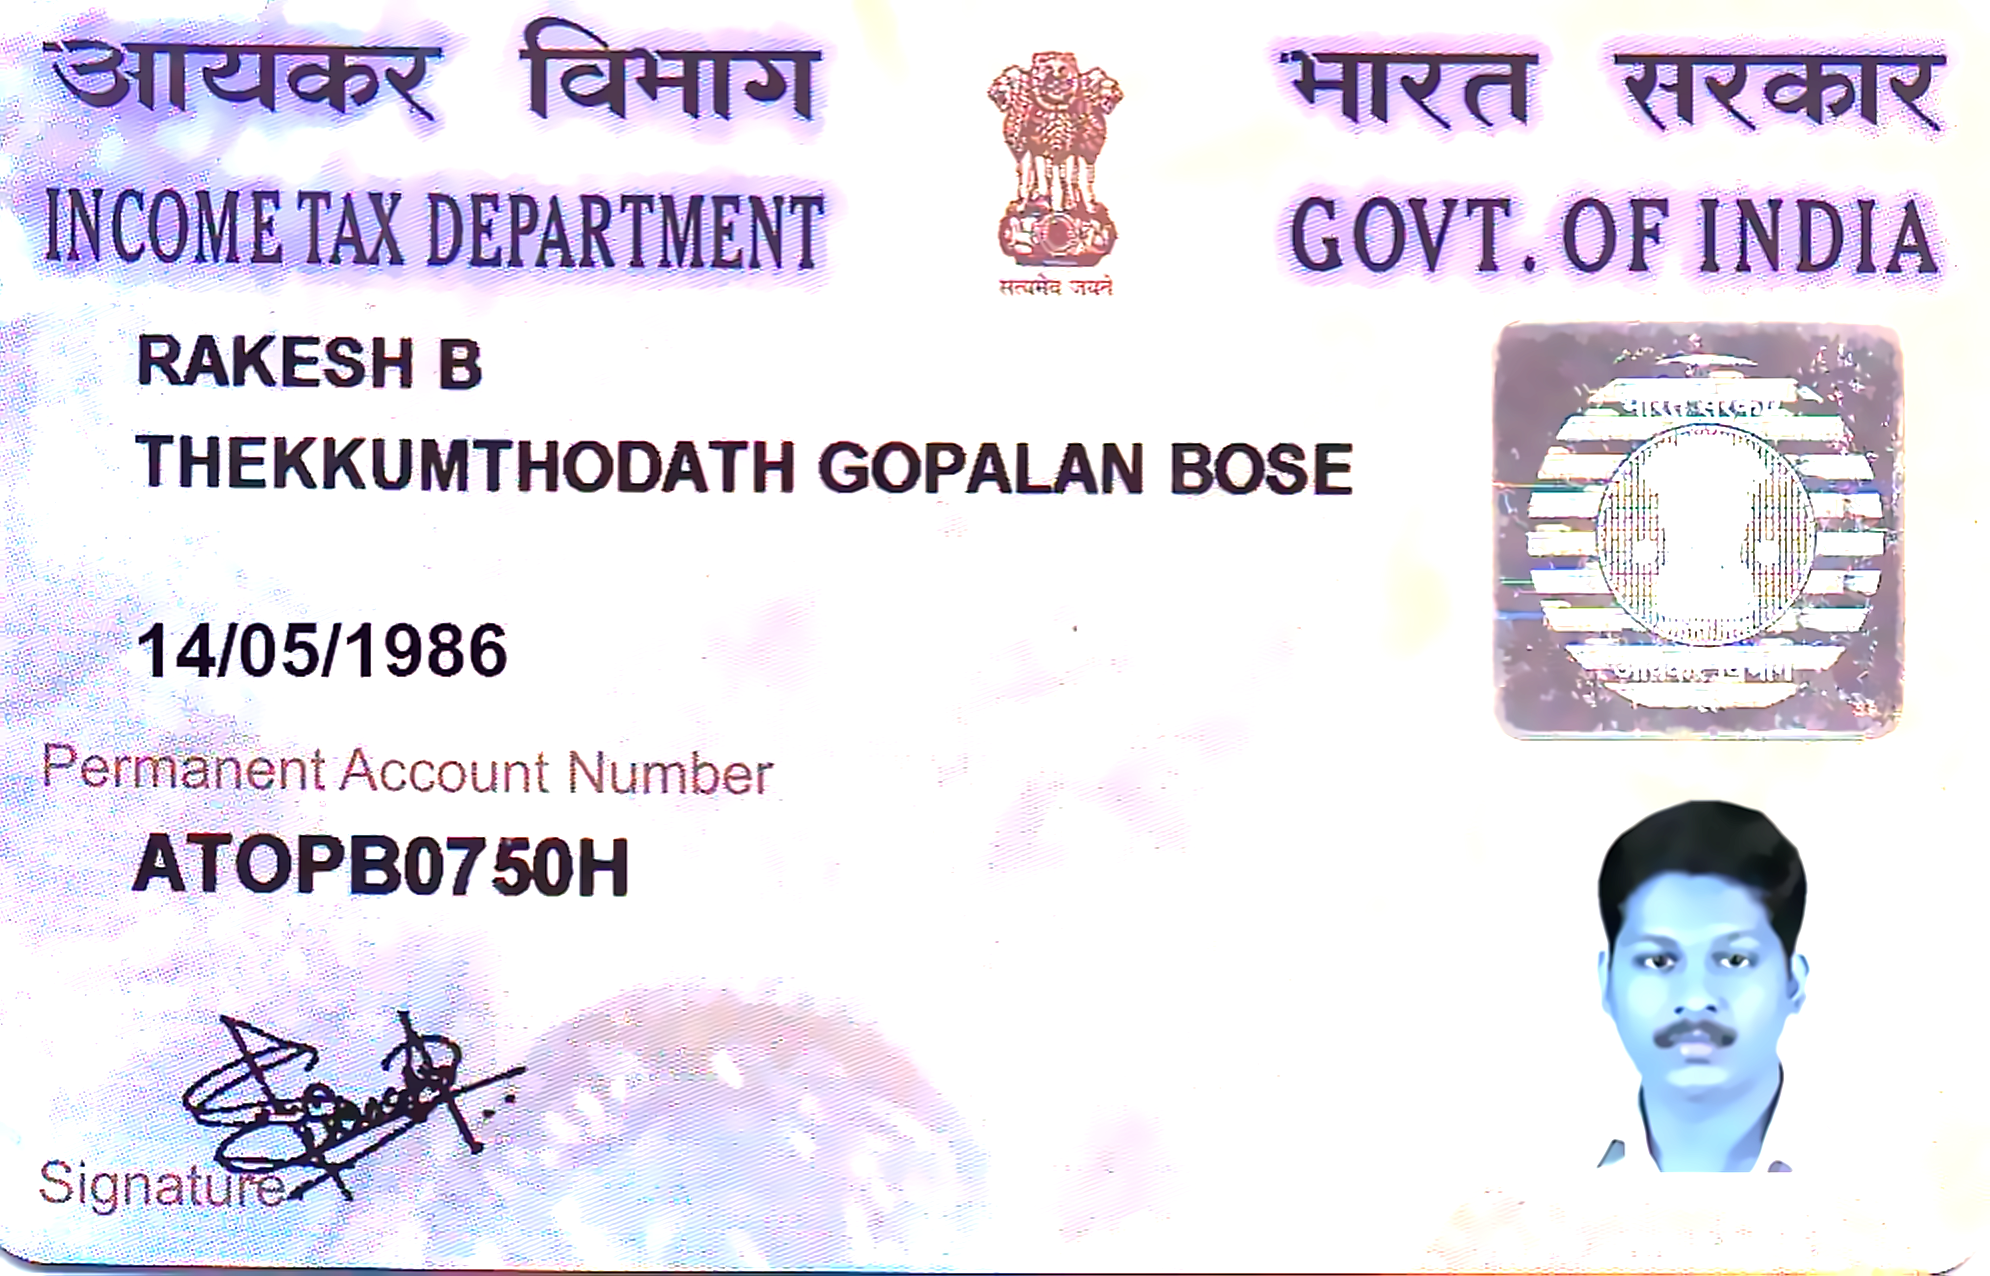 आयकर विभाग
भारत सरकार
INCOME TAX DEPARTMENT
GOVT. OF INDIA
सत्यमेव जयते
RAKESH B
THEKKUMTHODATH GOPALAN BOSE
14/05/1986
Permanent Account Number
ATOPB0750H
Signature